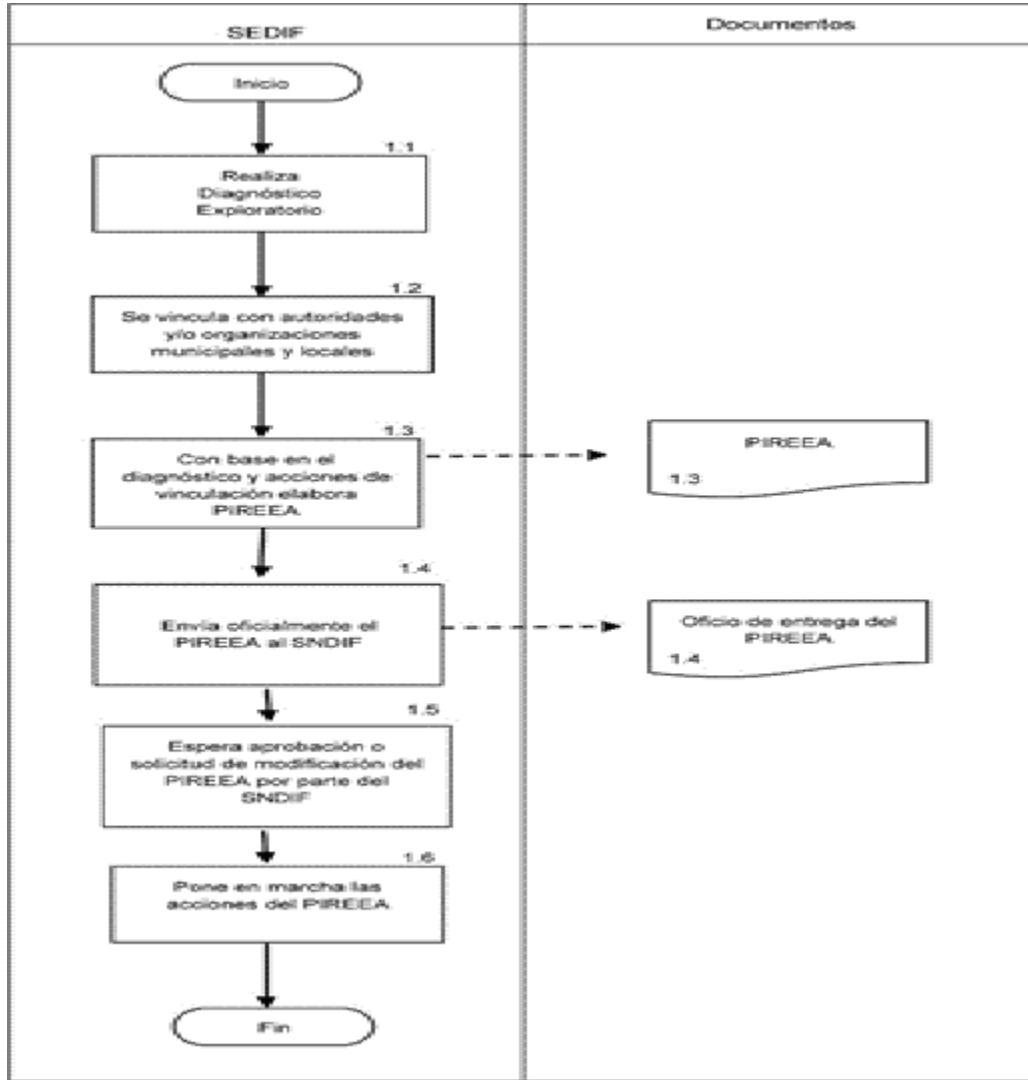 SEDIF
Documentos
Inicio
1.1
Realiza
Diagnóstico
Exploratorio
1.2
Se vincula con autoridades
y/o organizaciones
municipales y locales
1.3
Con base en el
diagnóstico y acciones de
vinculación elabora
PIREEA
PIREEA
1.3
1.4
Envía oficialmente el
PIREEA al SNDIF
Oficio de entrega del
PIREEA
1.4
1.5
Espera aprobación o
solicitud de modificación del
PIREEA por parte del
SNDIF
1.6
Pone en marcha las
acciones del PIREEA
Fin